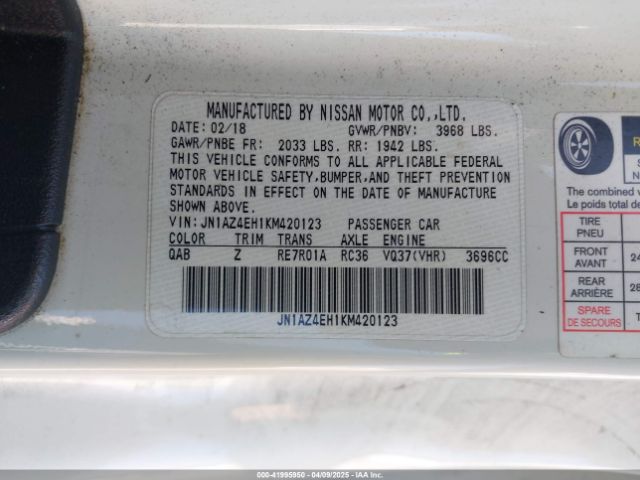 MANUFACTURED BY NISSAN MOTOR CO.,LTD.
DATE: 02/18 GVWR/PNBV: 3968 LBS.
GAWR/PNBE FR: 2033 LBS. RR: 1942 LBS.
THIS VEHICLE CONFORMS TO ALL APPLICABLE FEDERAL
MOTOR VEHICLE SAFETY,BUMPER,AND THEFT PREVENTION
STANDARDS IN EFFECT ON THE DATE OF MANUFACTURE
SHOWN ABOVE.
VIN: JN1AZ4EH1KM420123 PASSENGER CAR
COLOR TRIM TRANS AXLE ENGINE
QAB Z RE7R01A RC36 VQ37(VHR) 3696CC
JN1AZ4EH1KM420123
The combined
Le poids total de
TIRE
PNEU
FRONT
AVANT
24
REAR
ARRIÈRE
28
SPARE
DE SECOURS
T
000-41995950 - 04/09/2025 - IAAI.com